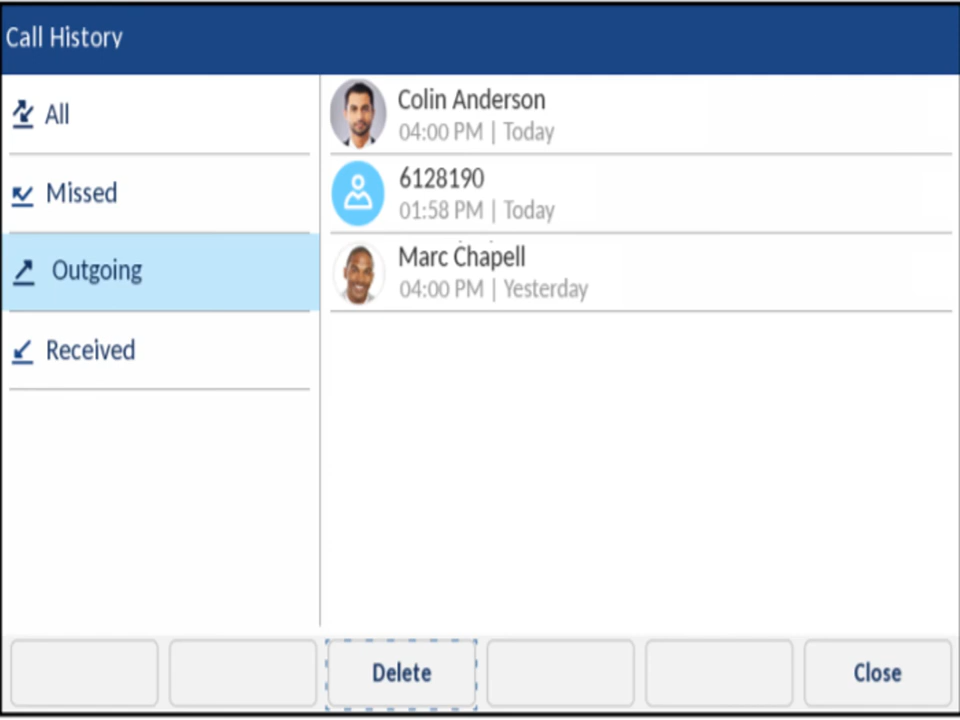 Call History
All
Missed
Outgoing
Received
Colin Anderson
04:00 PM | Today
6128190
01:58 PM | Today
Marc Chapell
04:00 PM | Yesterday
Delete
Close